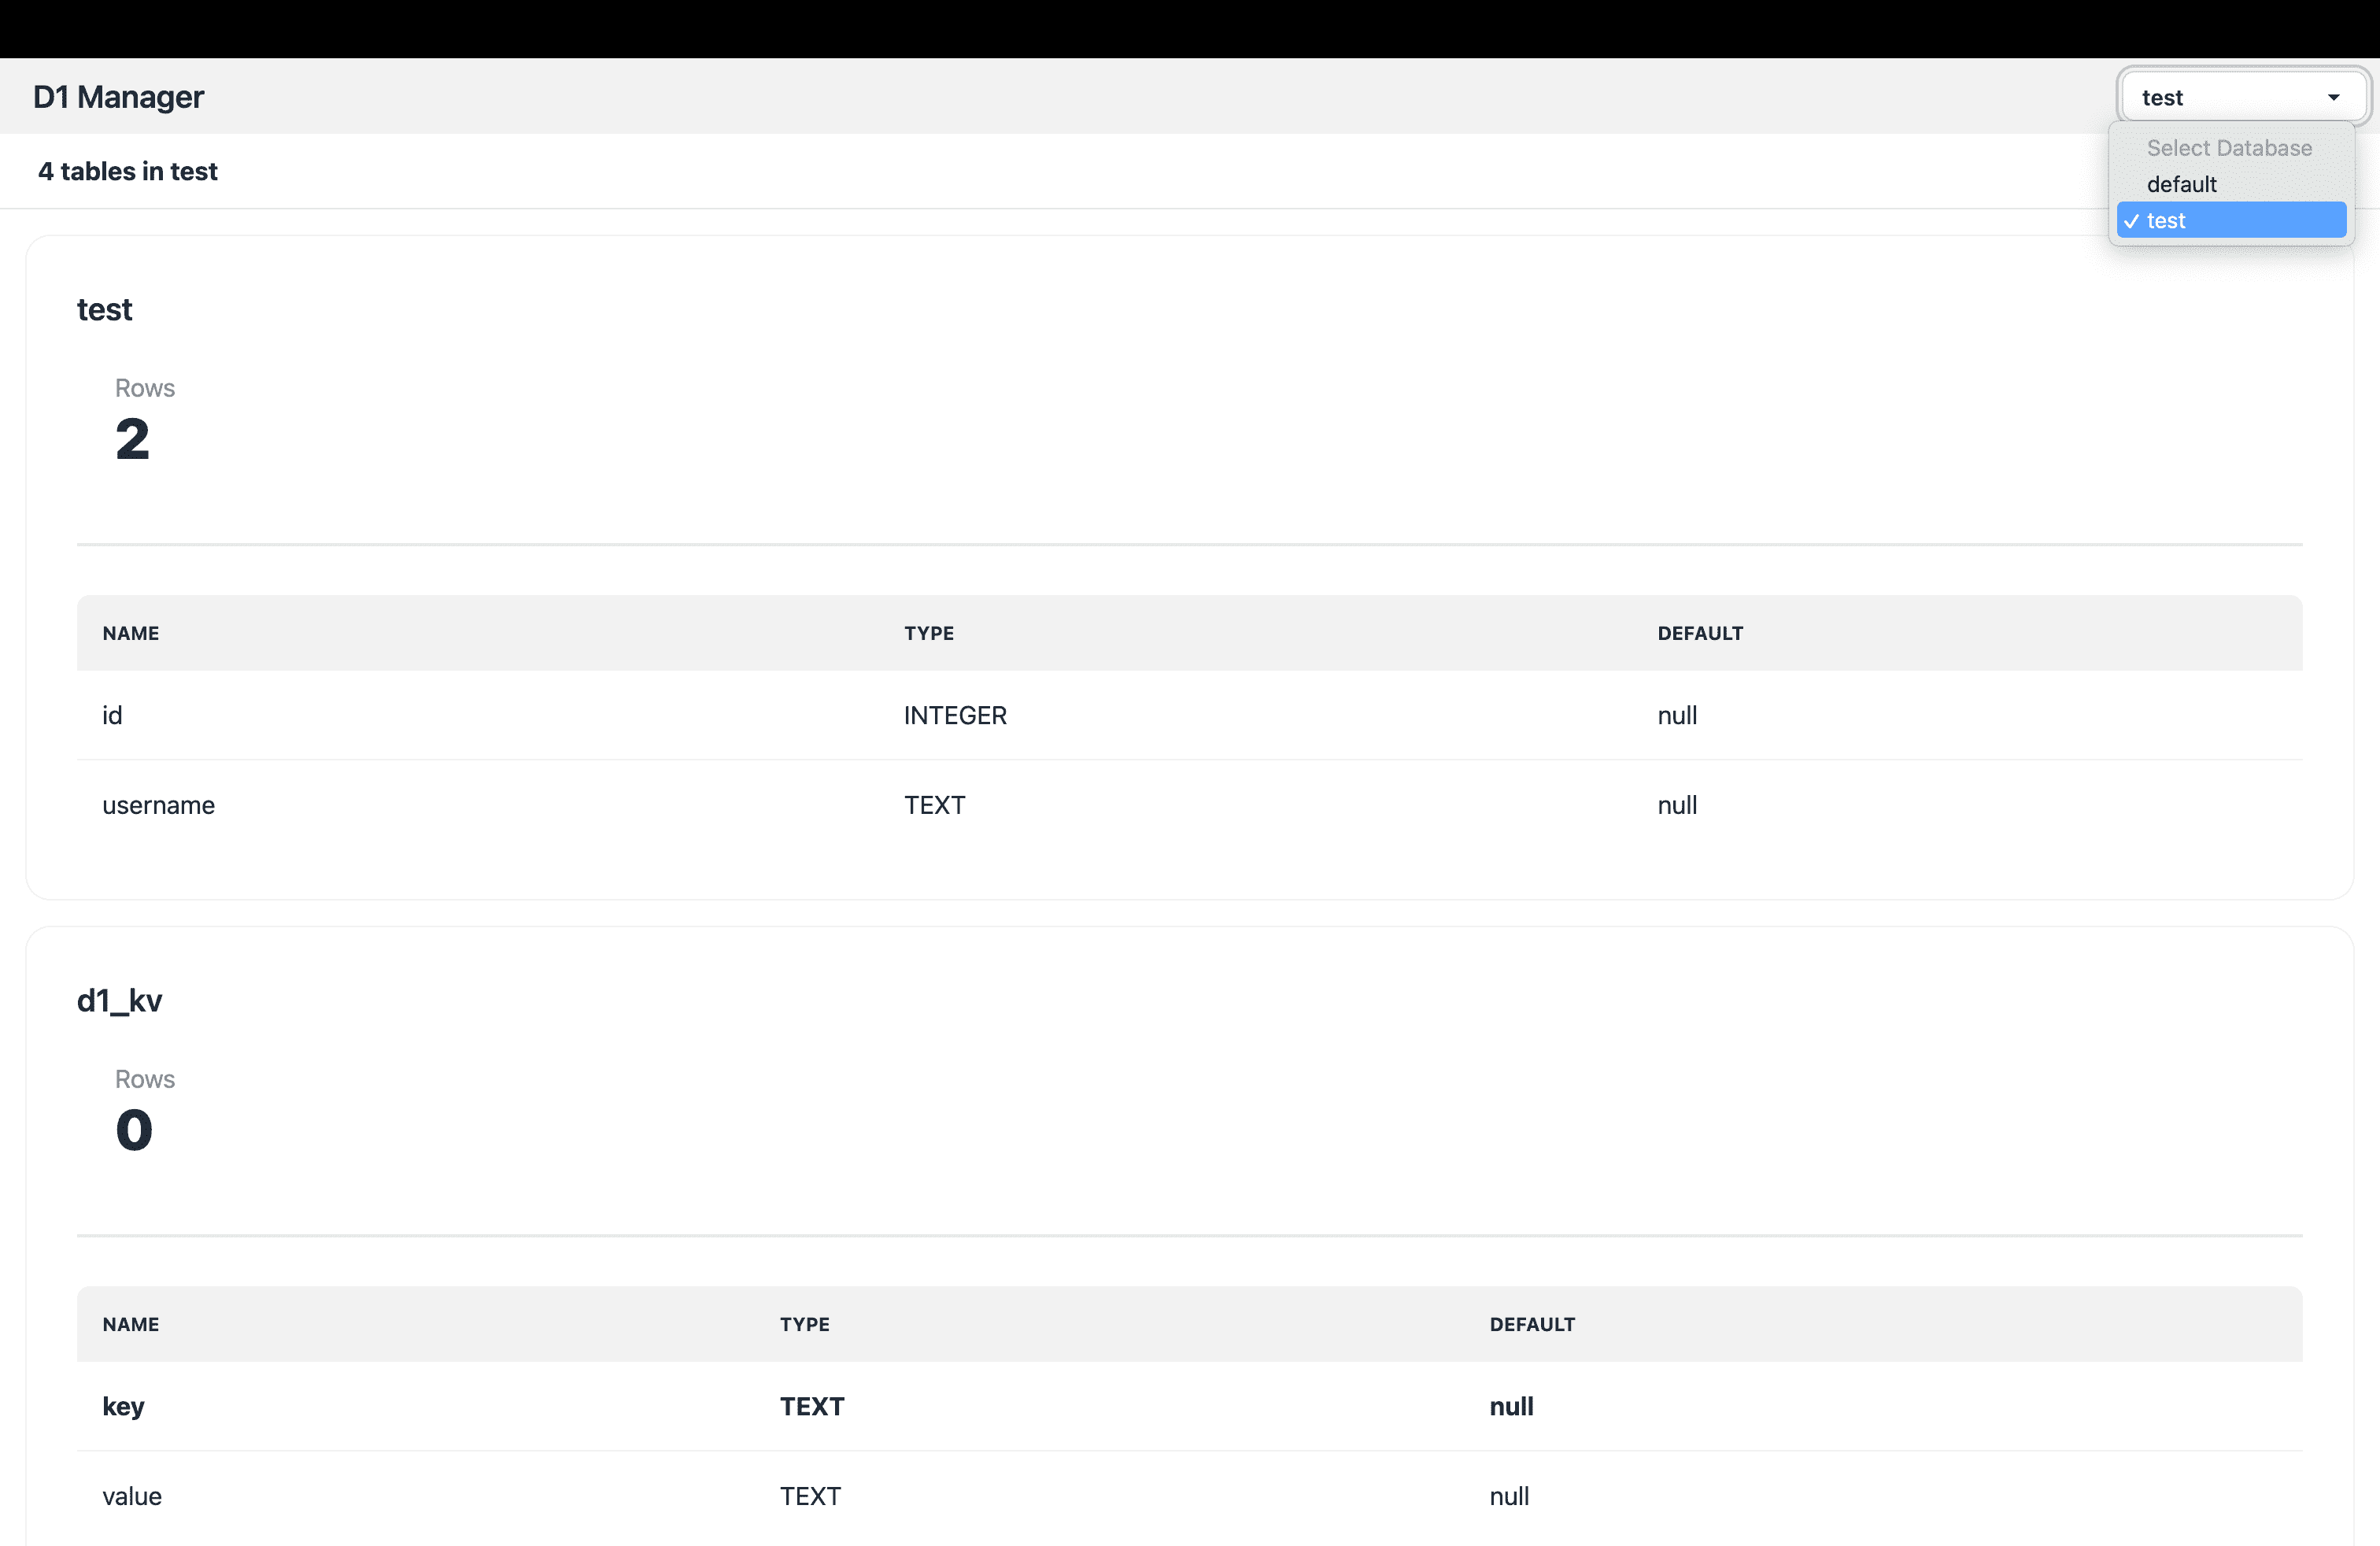 D1 Manager
test
Select Database
default
✓ test
4 tables in test
test
Rows
2
NAME TYPE DEFAULT
id INTEGER null
username TEXT null
d1_kv
Rows
0
NAME TYPE DEFAULT
key TEXT null
value TEXT null